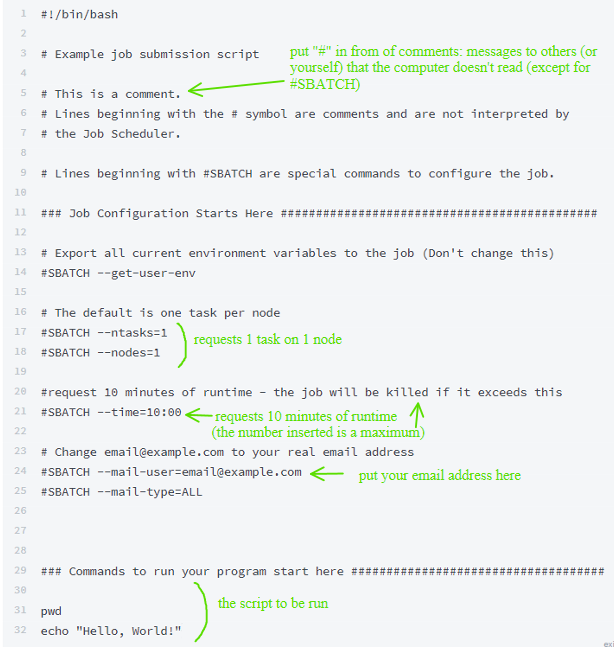 1 #!/bin/bash
2
3 # Example job submission script
put "#" in from of comments: messages to others (or
yourself) that the computer doesn't read (except for
#SBATCH)
4
5 # This is a comment.
6 # Lines beginning with the # symbol are comments and are not interpreted by
7 # the Job Scheduler.
8
9 # Lines beginning with #SBATCH are special commands to configure the job.
10
11 ### Job Configuration Starts Here #############################################
12
13 # Export all current environment variables to the job (Don't change this)
14 #SBATCH --get-user-env
15
16 # The default is one task per node
17 #SBATCH --ntasks=1
requests 1 task on 1 node
18 #SBATCH --nodes=1
19
20 #request 10 minutes of runtime - the job will be killed if it exceeds this
21 #SBATCH --time=10:00
requests 10 minutes of runtime
(the number inserted is a maximum)
22
23 # Change email@example.com to your real email address
24 #SBATCH --mail-user=email@example.com
put your email address here
25 #SBATCH --mail-type=ALL
26
27
28
29 ### Commands to run your program start here ####################################
30
the script to be run
31 pwd
32 echo "Hello, World!"
exi